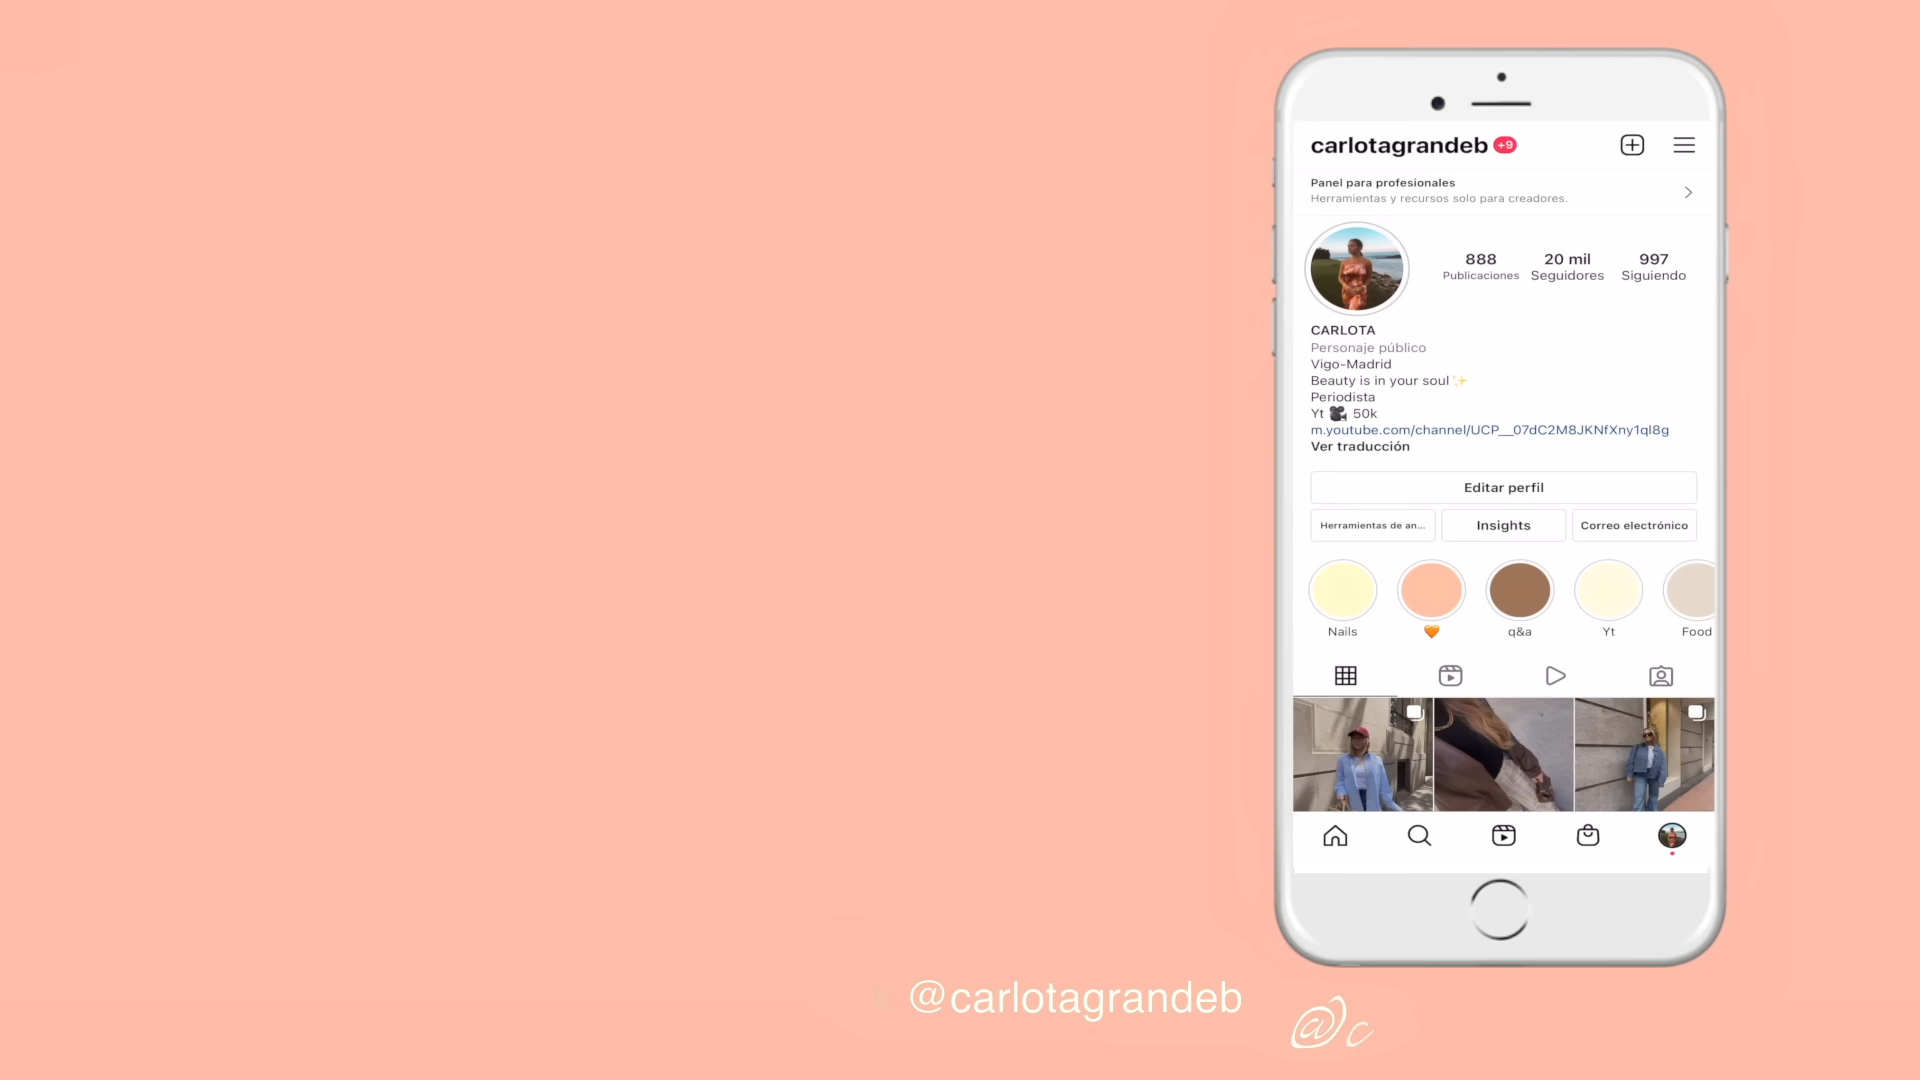 carlotagrandeb +9
Panel para profesionales
Herramientas y recursos solo para creadores.
888 20 mil 997
Publicaciones Seguidores Siguiendo
CARLOTA
Personaje público
Vigo-Madrid
Beauty is in your soul✨
Periodista
Yt 🎥 50k
m.youtube.com/channel/UCP__07dC2M8JKNfXny1ql8g
Ver traducción
Editar perfil
Herramientas de an... Insights Correo electrónico
Nails 🧡 q&a Yt Food
@carlotagrandeb
@c